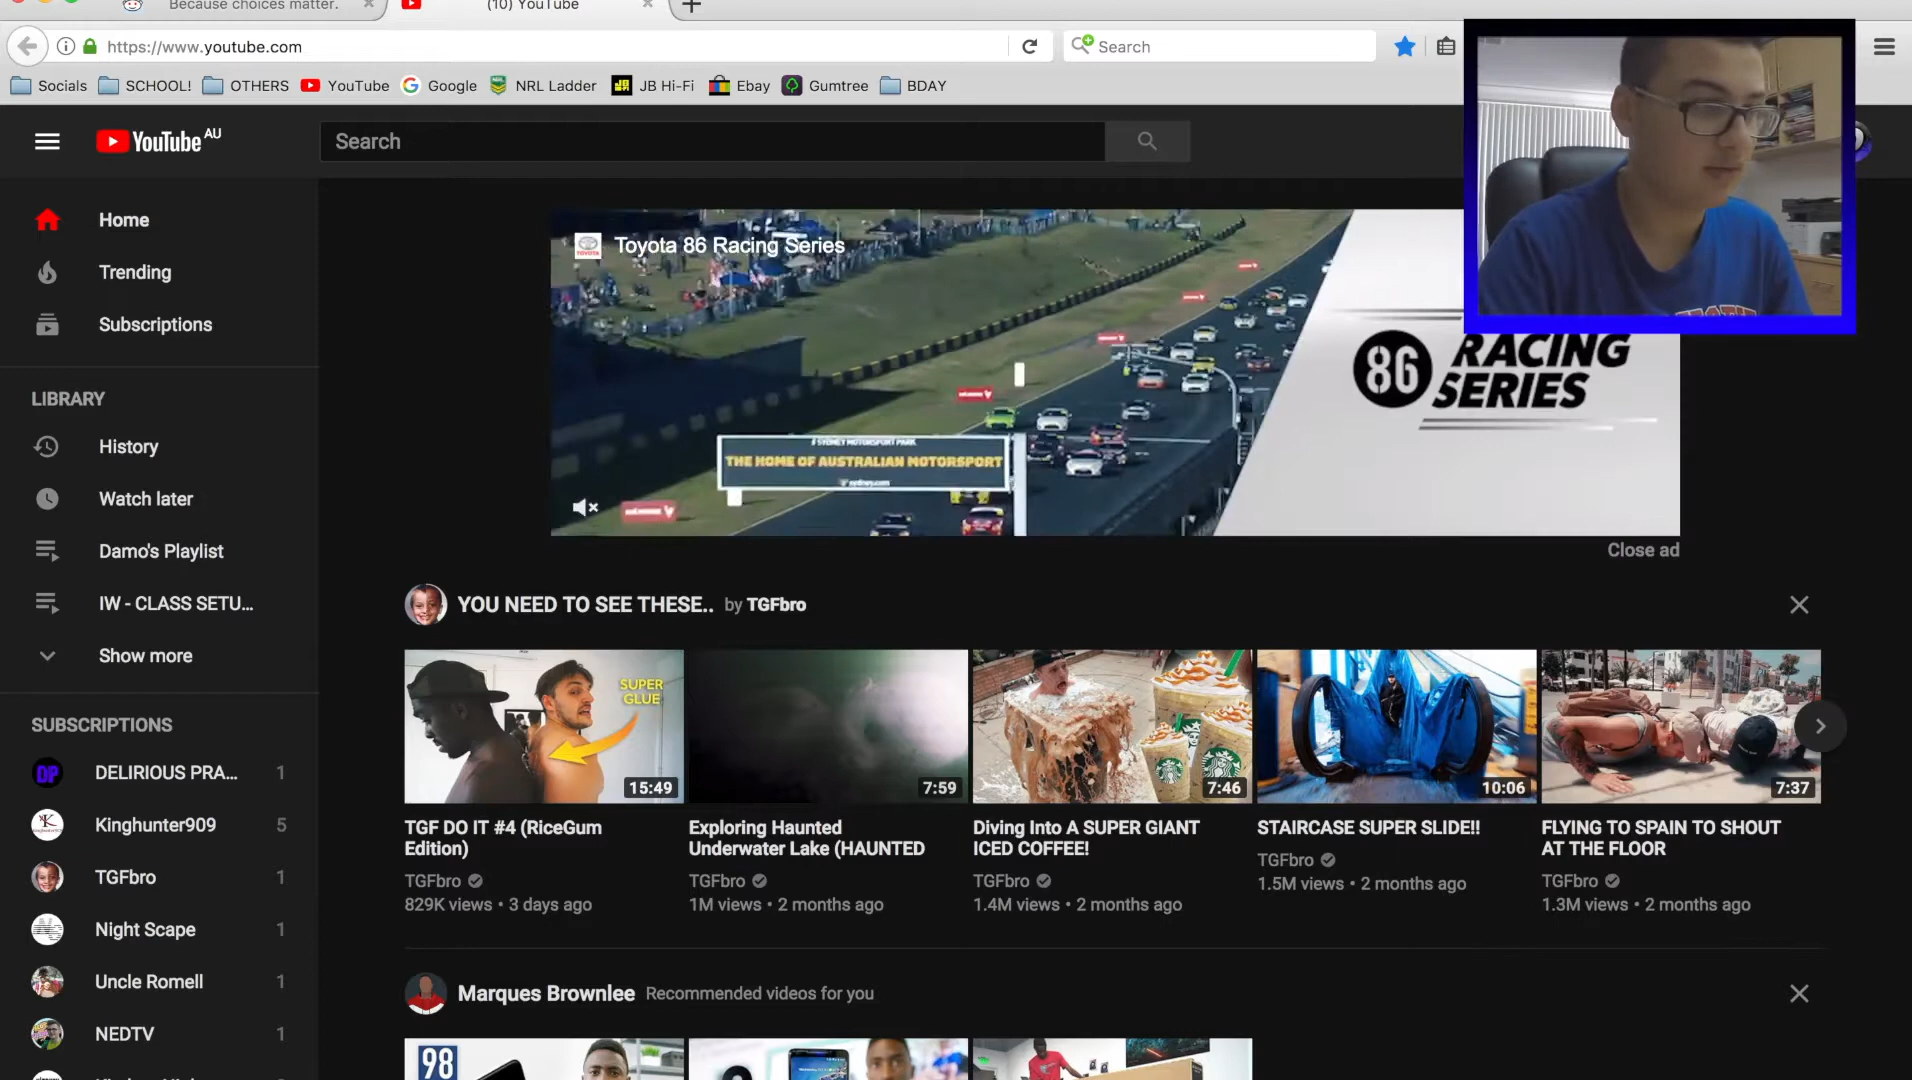 Because choices matter.
(10) YouTube
https://www.youtube.com
Search
Socials
SCHOOL!
OTHERS
YouTube
Google
NRL Ladder
JB Hi-Fi
Ebay
Gumtree
BDAY
YouTube AU
Search
Home
Trending
Subscriptions
LIBRARY
History
Watch later
Damo's Playlist
IW - CLASS SETU...
Show more
SUBSCRIPTIONS
DP
DELIRIOUS PRA... 1
Kinghunter909 5
TGFbro 1
Night Scape 1
Uncle Romell 1
NEDTV 1
TOYOTA
Toyota 86 Racing Series
SYDNEY MOTORSPORT PARK
THE HOME OF AUSTRALIAN MOTORSPORT
sydney.com
86 RACING
SERIES
Close ad
YOU NEED TO SEE THESE.. by TGFbro
SUPER
GLUE
15:49
7:59
7:46
10:06
7:37
TGF DO IT #4 (RiceGum
Edition)
TGFbro
829K views • 3 days ago
Exploring Haunted
Underwater Lake (HAUNTED
TGFbro
1M views • 2 months ago
Diving Into A SUPER GIANT
ICED COFFEE!
TGFbro
1.4M views • 2 months ago
STAIRCASE SUPER SLIDE!!
TGFbro
1.5M views • 2 months ago
FLYING TO SPAIN TO SHOUT
AT THE FLOOR
TGFbro
1.3M views • 2 months ago
Marques Brownlee Recommended videos for you
98